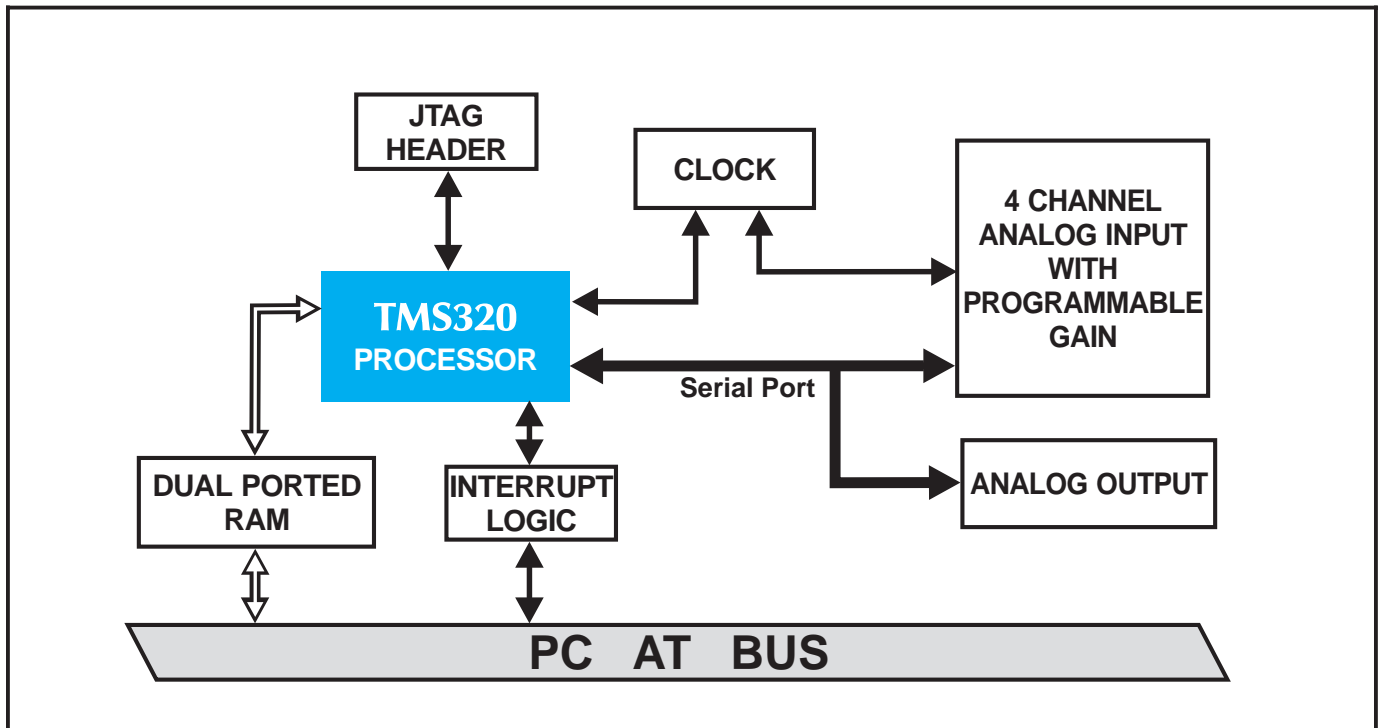 JTAG
HEADER
CLOCK
4 CHANNEL
ANALOG INPUT
WITH
PROGRAMMABLE
GAIN
TMS320
PROCESSOR
Serial Port
DUAL PORTED
RAM
INTERRUPT
LOGIC
ANALOG OUTPUT
PC AT BUS